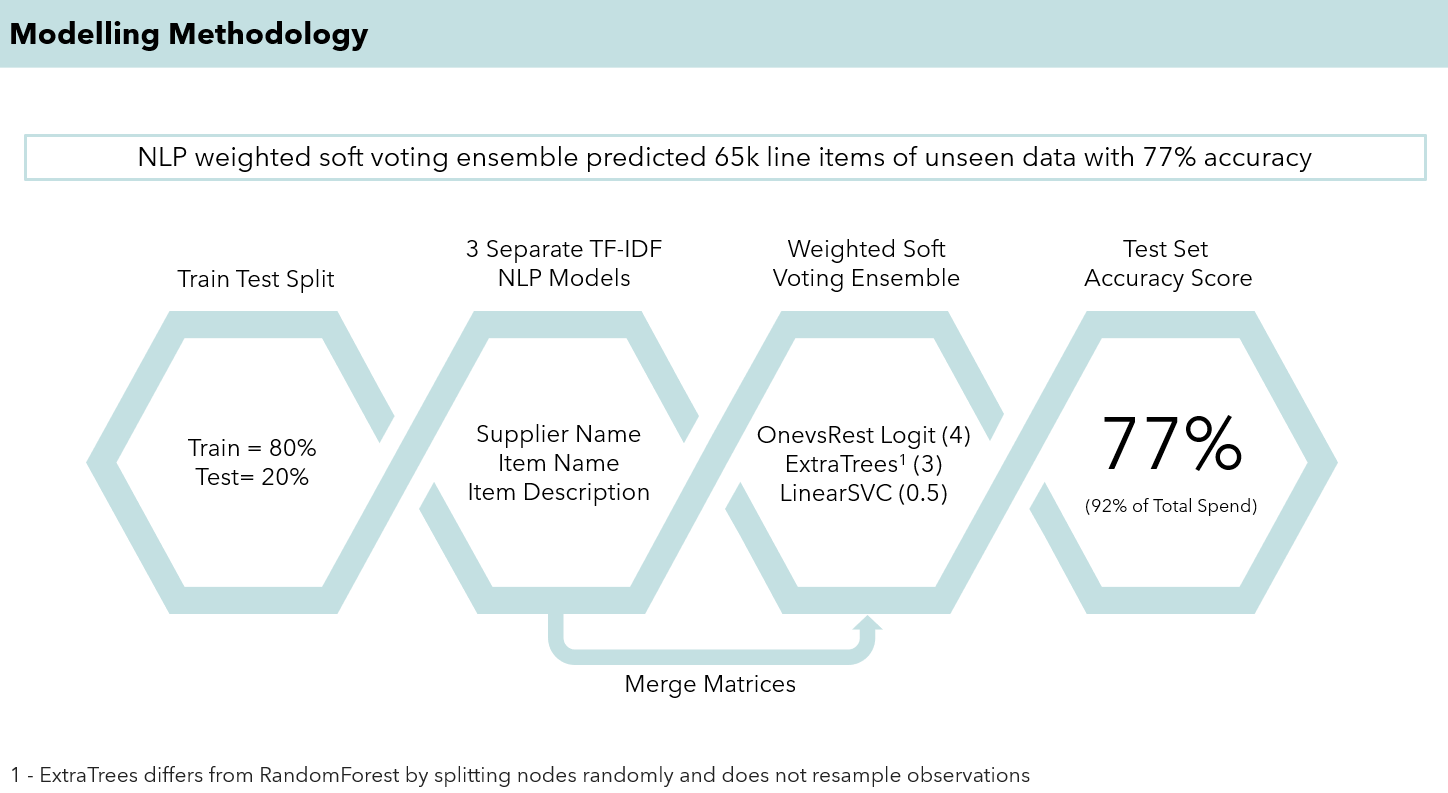 Modelling Methodology
NLP weighted soft voting ensemble predicted 65k line items of unseen data with 77% accuracy
Train Test Split
3 Separate TF-IDF
NLP Models
Weighted Soft
Voting Ensemble
Test Set
Accuracy Score
Train = 80%
Test= 20%
Supplier Name
Item Name
Item Description
OnevsRest Logit (4)
ExtraTrees¹ (3)
LinearSVC (0.5)
77%
(92% of Total Spend)
Merge Matrices
1 - ExtraTrees differs from RandomForest by splitting nodes randomly and does not resample observations